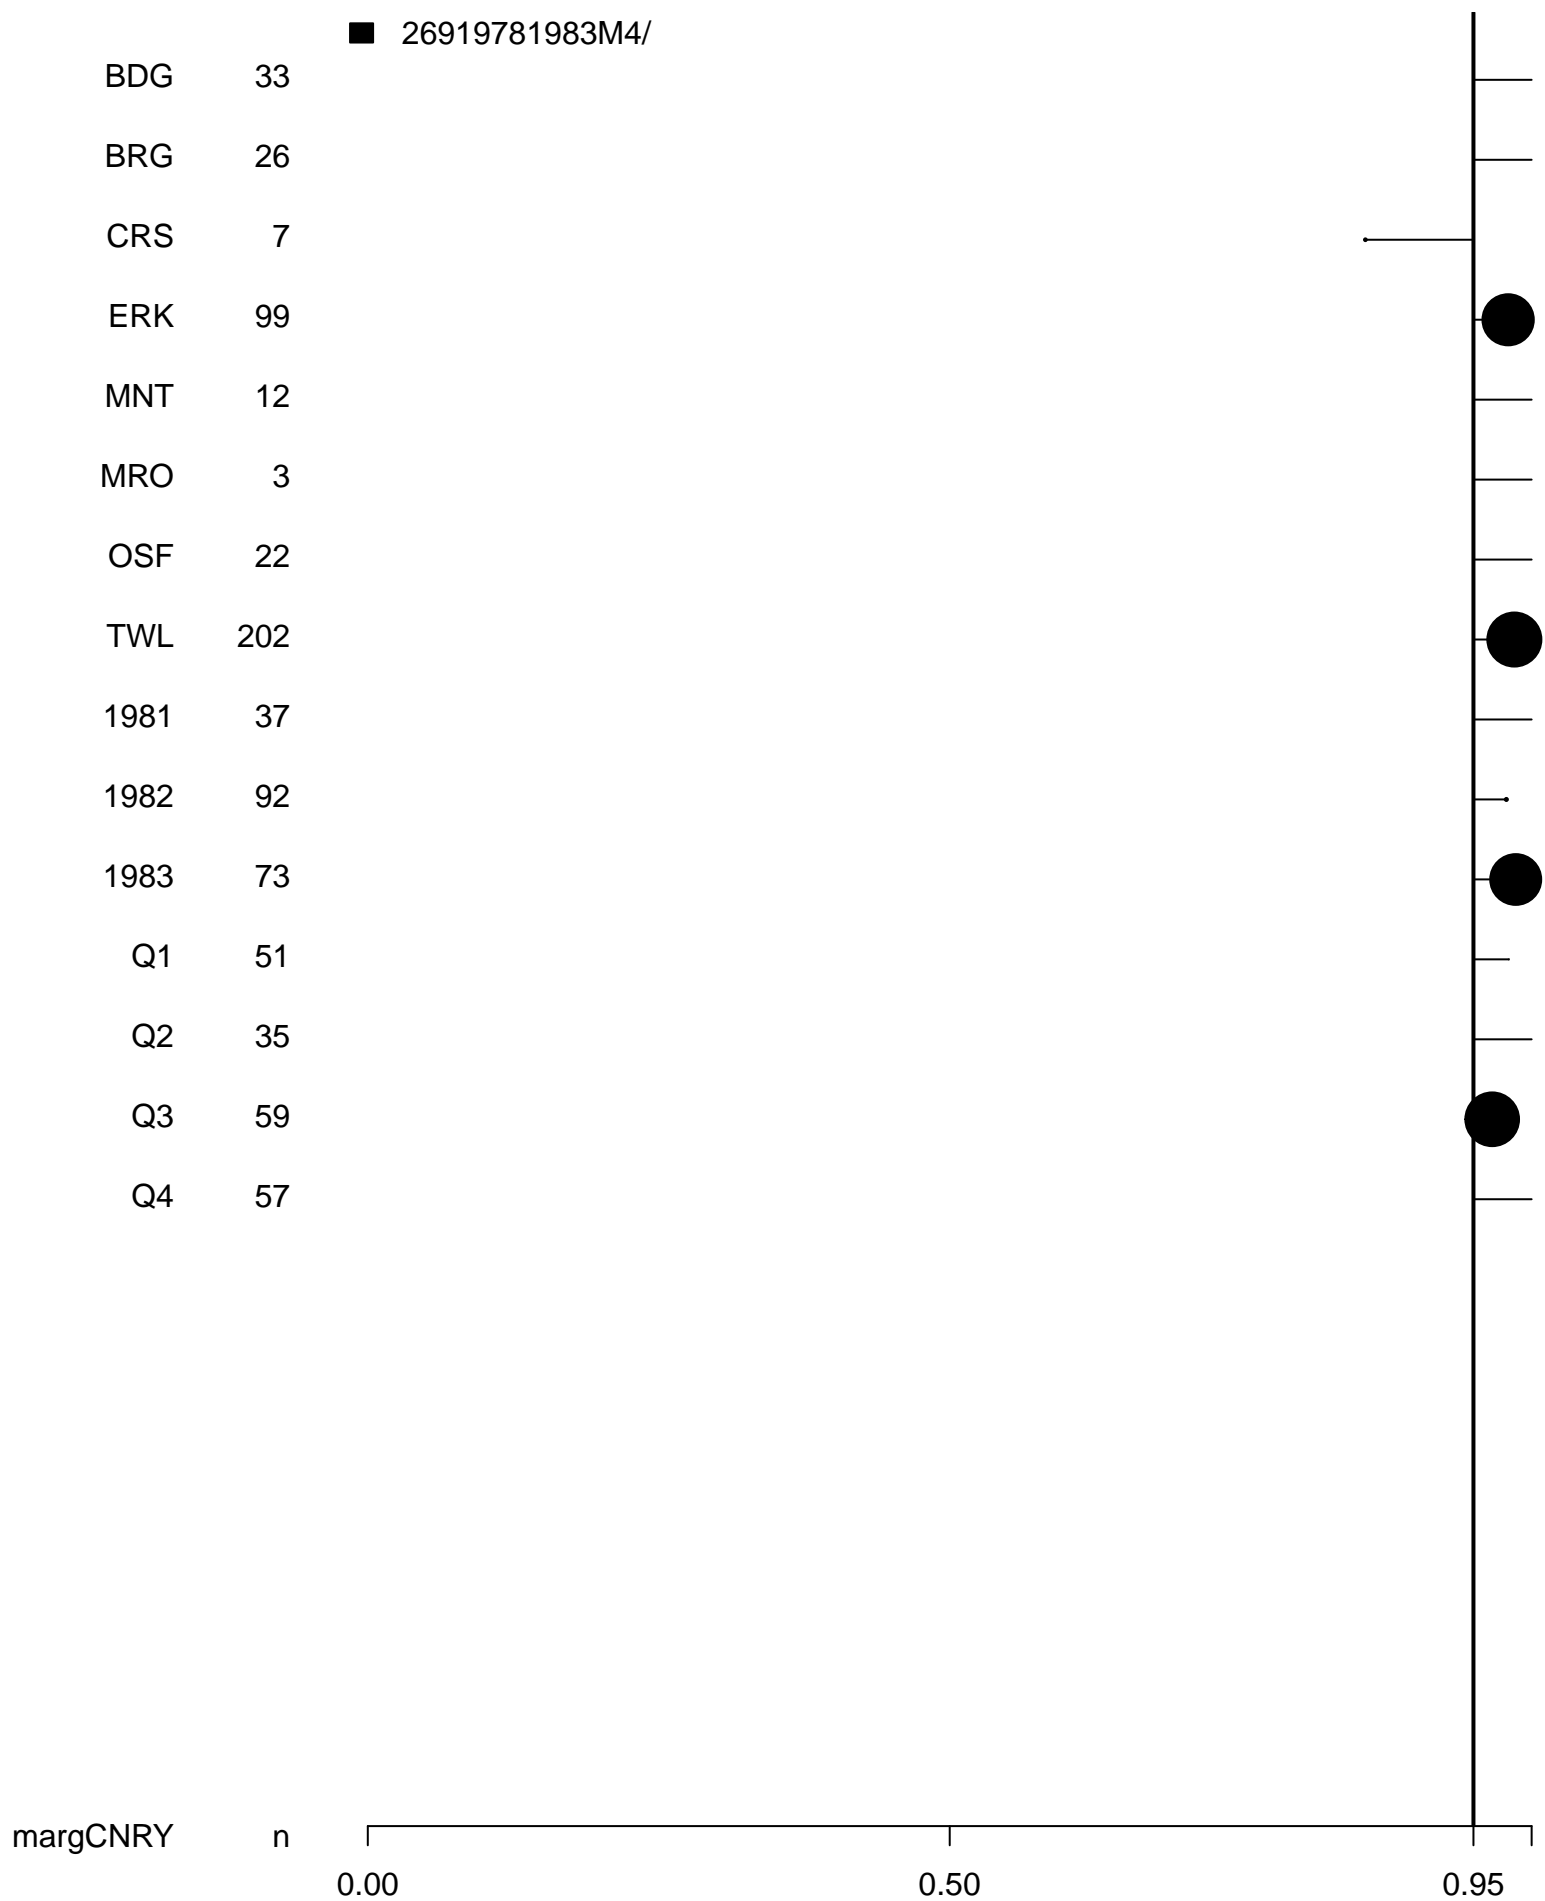 26919781983M4/
BDG 33
BRG 26
CRS 7
ERK 99
MNT 12
MRO 3
OSF 22
TWL 202
1981 37
1982 92
1983 73
Q1 51
Q2 35
Q3 59
Q4 57
margCNRY n
0.00 0.50 0.95